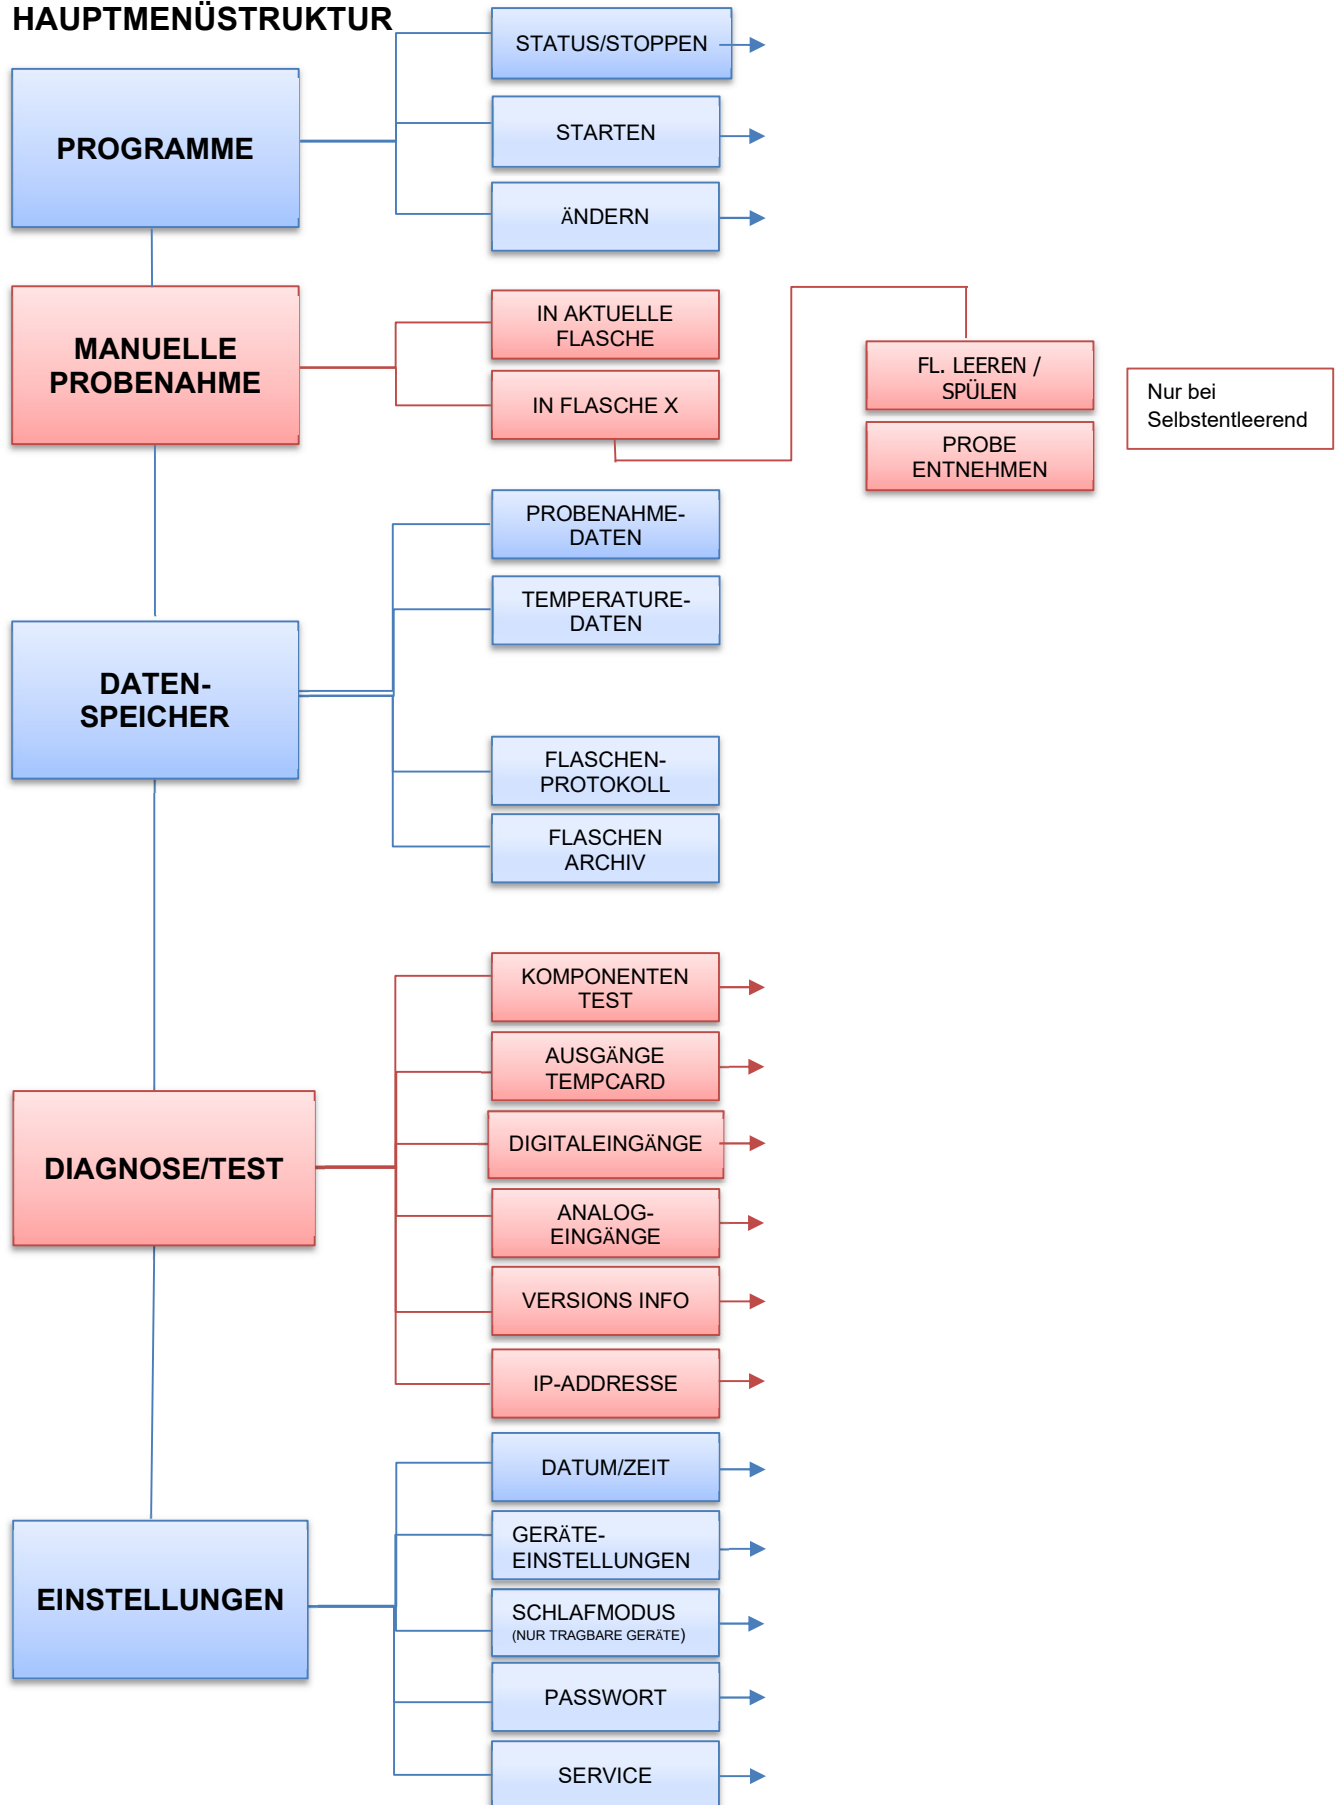 HAUPTMENÜSTRUKTUR
PROGRAMME
STATUS/STOPPEN
STARTEN
ÄNDERN
MANUELLE
PROBENAHME
IN AKTUELLE
FLASCHE
IN FLASCHE X
FL. LEEREN /
SPÜLEN
PROBE
ENTNEHMEN
Nur bei
Selbstentleerend
DATEN-
SPEICHER
PROBENAHME-
DATEN
TEMPERATURE-
DATEN
FLASCHEN-
PROTOKOLL
FLASCHEN
ARCHIV
DIAGNOSE/TEST
KOMPONENTEN
TEST
AUSGÄNGE
TEMPCARD
DIGITALEINGÄNGE
ANALOG-
EINGÄNGE
VERSIONS INFO
IP-ADDRESSE
EINSTELLUNGEN
DATUM/ZEIT
GERÄTE-
EINSTELLUNGEN
SCHLAFMODUS
(NUR TRAGBARE GERÄTE)
PASSWORT
SERVICE